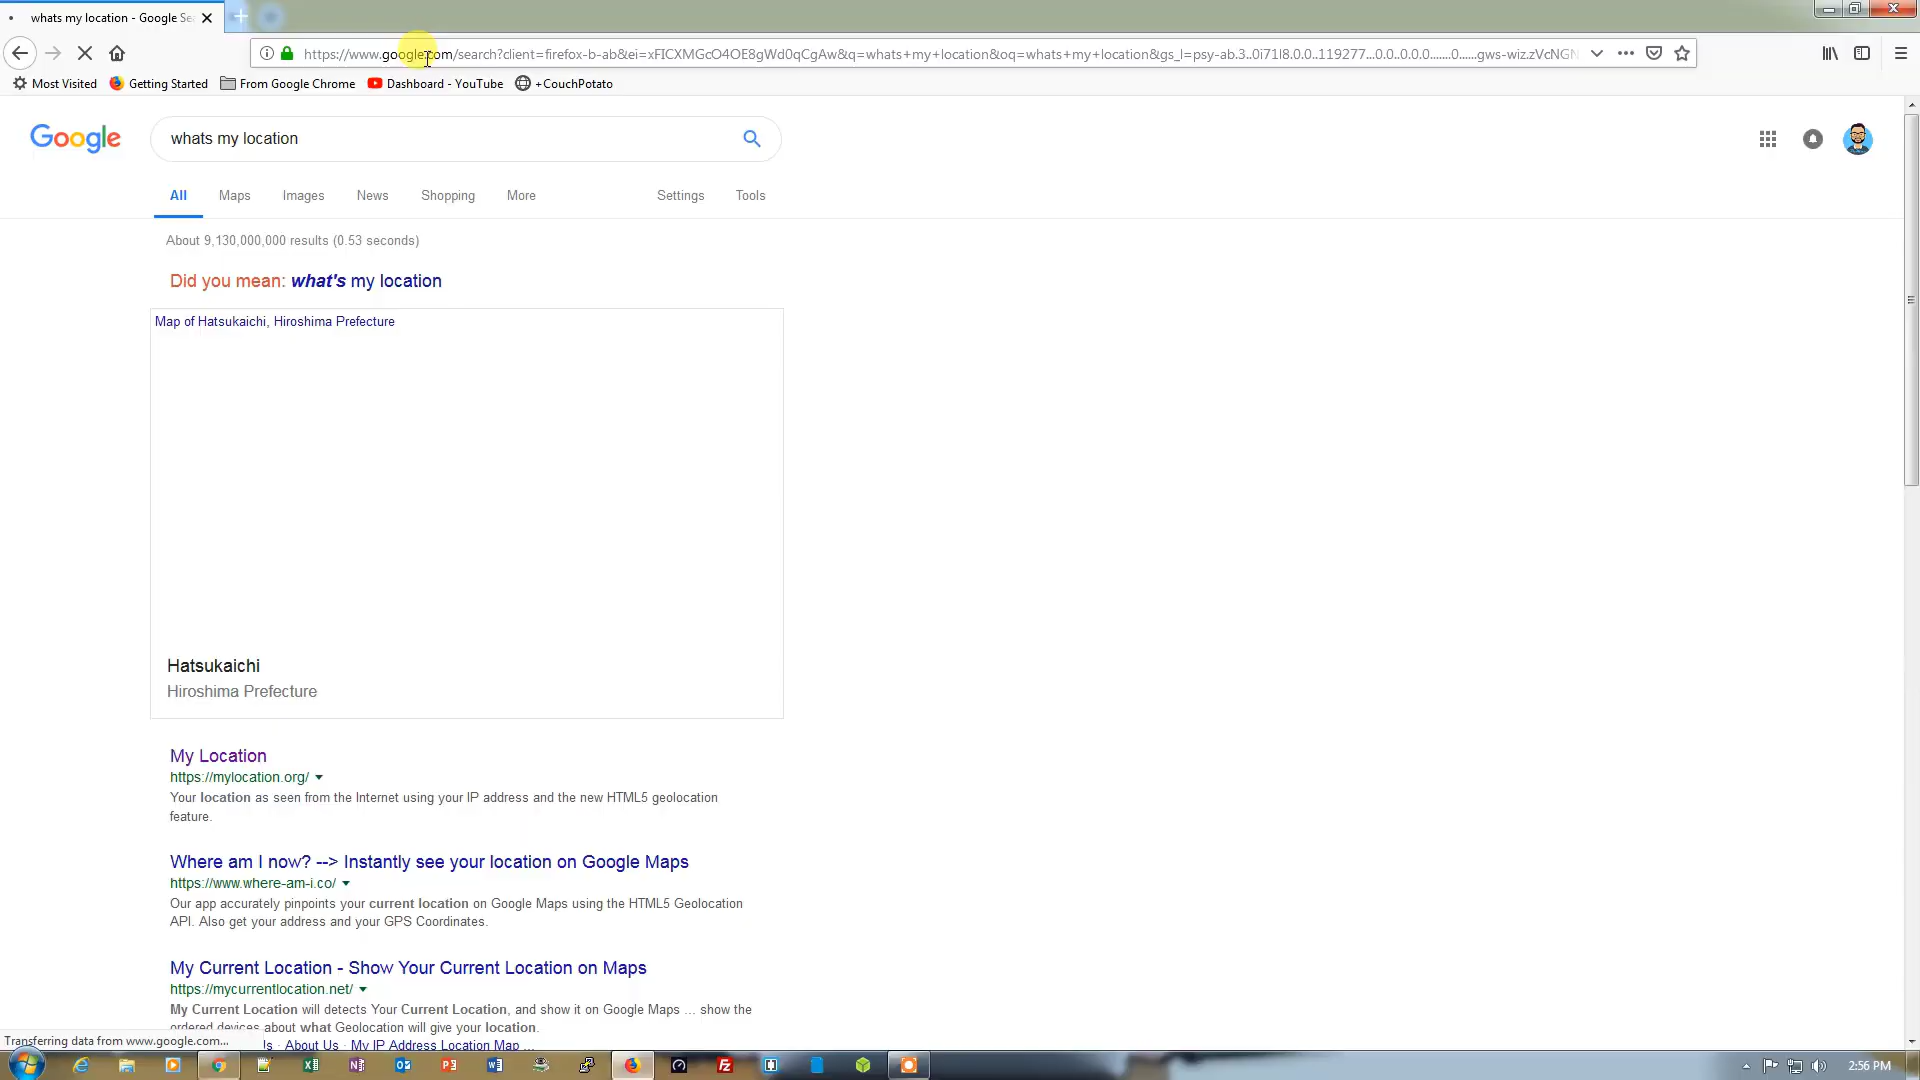 whats my location - Google Se
https://www.google.com/search?client=firefox-b-ab&ei=xFICXMGcO4OE8gWd0qCgAw&q=whats+my+location&oq=whats+my+location&gs_l=psy-ab.3..0i71l8.0.0..119277...0.0..0.0.0.......0......gws-wiz.zVcNGN
Most Visited Getting Started From Google Chrome Dashboard - YouTube +CouchPotato
Google whats my location
All Maps Images News Shopping More Settings Tools
About 9,130,000,000 results (0.53 seconds)
Did you mean: what's my location
Map of Hatsukaichi, Hiroshima Prefecture
Hatsukaichi
Hiroshima Prefecture
My Location
https://mylocation.org/
Your location as seen from the Internet using your IP address and the new HTML5 geolocation
feature.
Where am I now? --> Instantly see your location on Google Maps
https://www.where-am-i.co/
Our app accurately pinpoints your current location on Google Maps using the HTML5 Geolocation
API. Also get your address and your GPS Coordinates.
My Current Location - Show Your Current Location on Maps
https://mycurrentlocation.net/
My Current Location will detects Your Current Location, and show it on Google Maps ... show the
ordered devices about what Geolocation will give your location.
Transferring data from www.google.com...
Us · About Us · My IP Address Location Map ...
2:56 PM